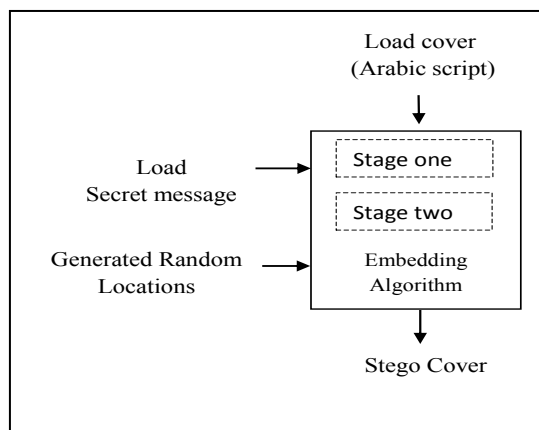 Load cover
(Arabic script)
Stage one
Load
Secret message
Stage two
Generated Random
Locations
Embedding
Algorithm
Stego Cover